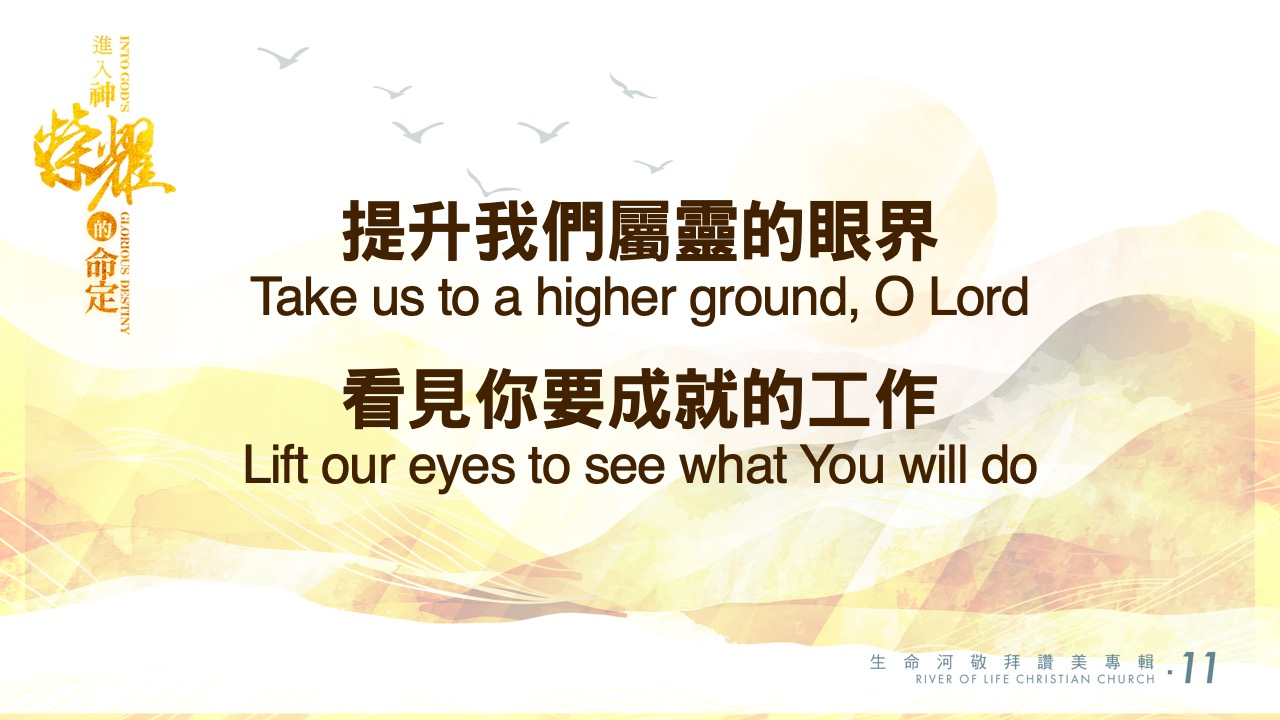 進入神
INTO GOD'S
榮耀
的
GLORIOUS DESTINY
命定
提升我們屬靈的眼界
Take us to a higher ground, O Lord
看見你要成就的工作
Lift our eyes to see what You will do
生命河敬拜讚美專輯
RIVER OF LIFE CHRISTIAN CHURCH
·11